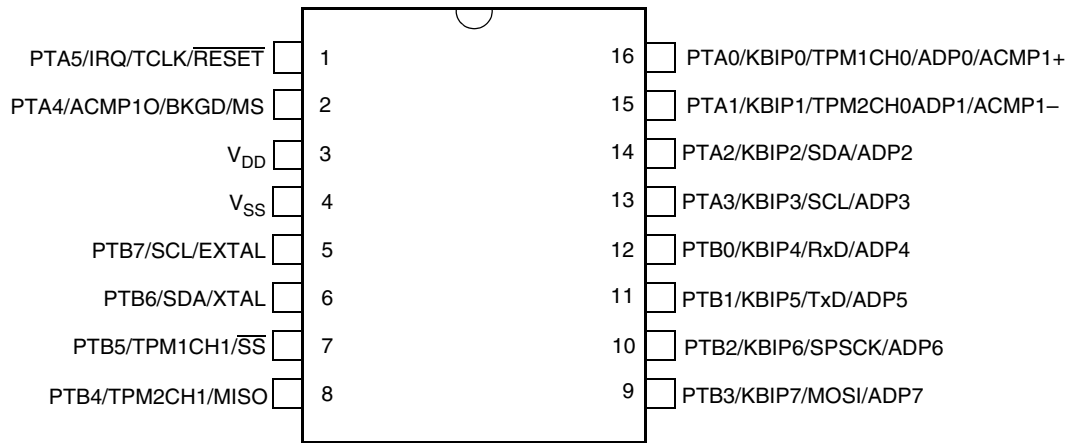 PTA5/IRQ/TCLK/RESET 1
PTA4/ACMP1O/BKGD/MS 2
VDD 3
VSS 4
PTB7/SCL/EXTAL 5
PTB6/SDA/XTAL 6
PTB5/TPM1CH1/SS 7
PTB4/TPM2CH1/MISO 8
16 PTA0/KBIP0/TPM1CH0/ADP0/ACMP1+
15 PTA1/KBIP1/TPM2CH0ADP1/ACMP1–
14 PTA2/KBIP2/SDA/ADP2
13 PTA3/KBIP3/SCL/ADP3
12 PTB0/KBIP4/RxD/ADP4
11 PTB1/KBIP5/TxD/ADP5
10 PTB2/KBIP6/SPSCK/ADP6
9 PTB3/KBIP7/MOSI/ADP7